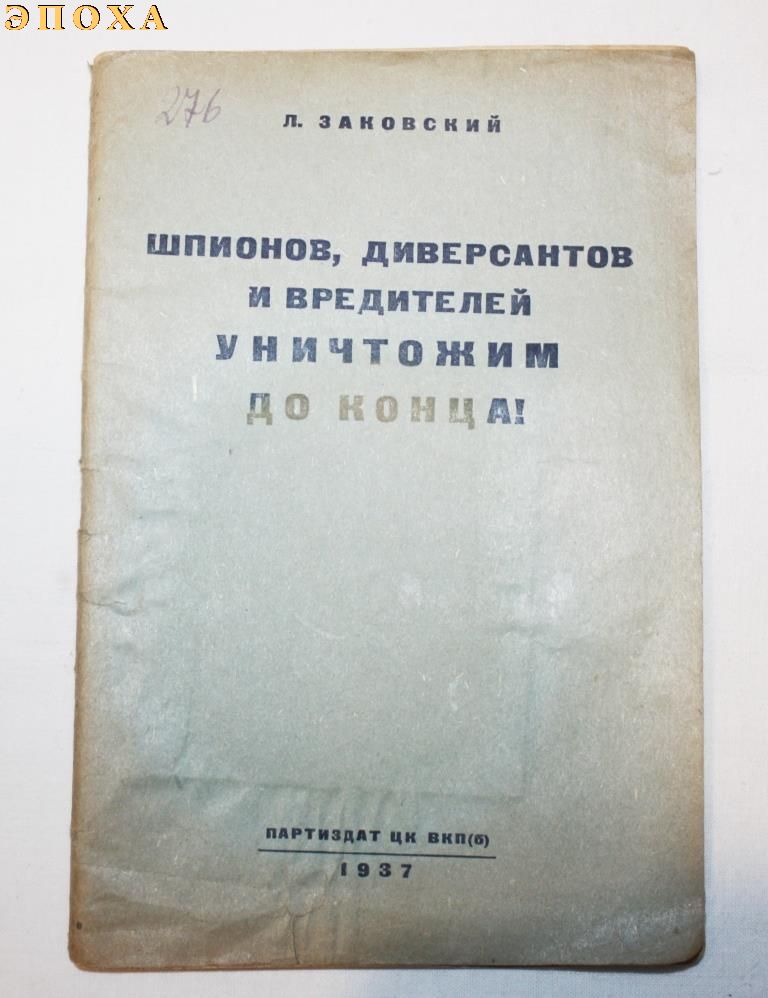 ЭПОХА
276
Л. ЗАКОВСКИЙ
ШПИОНОВ, ДИВЕРСАНТОВ
И ВРЕДИТЕЛЕЙ
УНИЧТОЖИМ
ДО КОНЦА!
ПАРТИЗДАТ ЦК ВКП(б)
1937